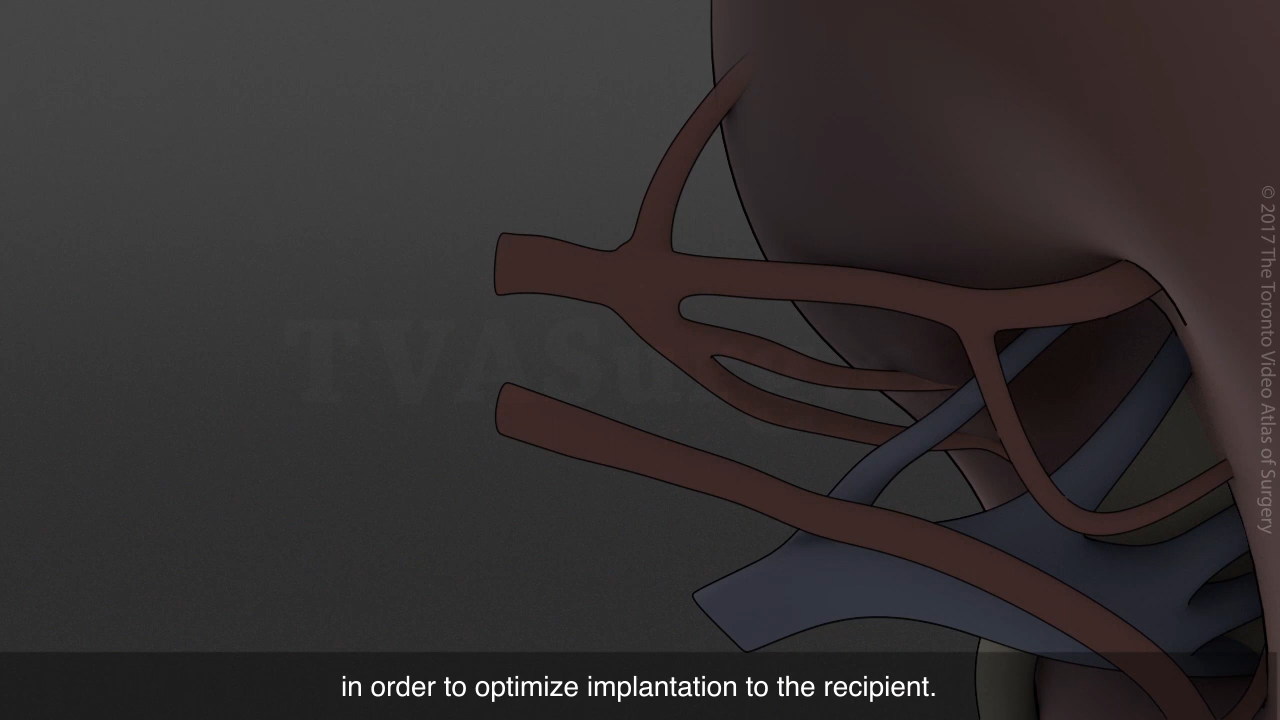 in order to optimize implantation to the recipient.
© 2017 The Toronto Video Atlas of Surgery